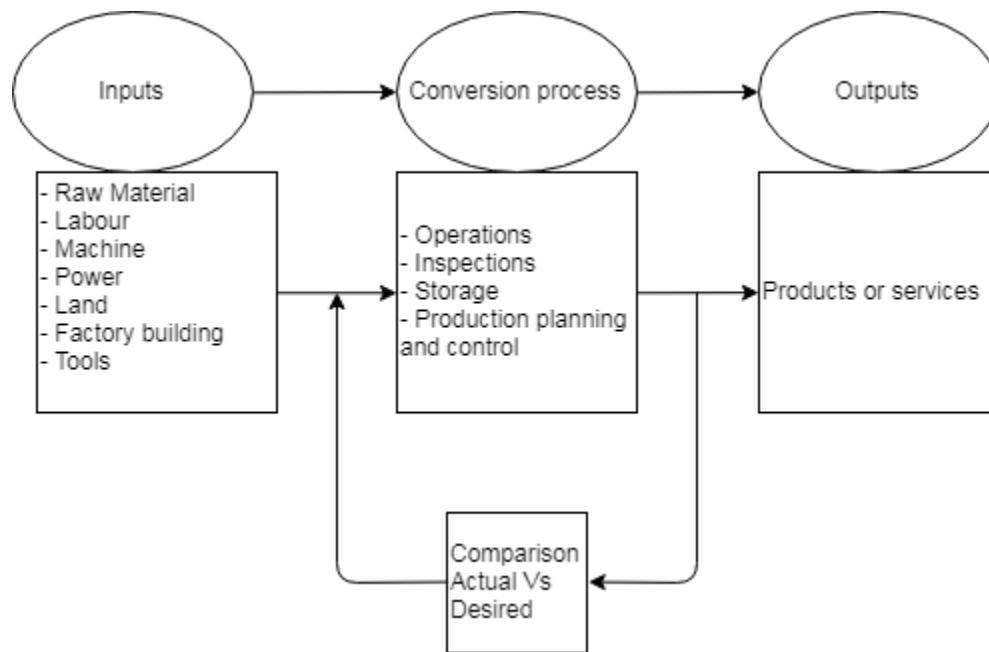 Inputs
Conversion process
Outputs
- Raw Material
- Labour
- Machine
- Power
- Land
- Factory building
- Tools
- Operations
- Inspections
- Storage
- Production planning
and control
Products or services
Comparison
Actual Vs
Desired